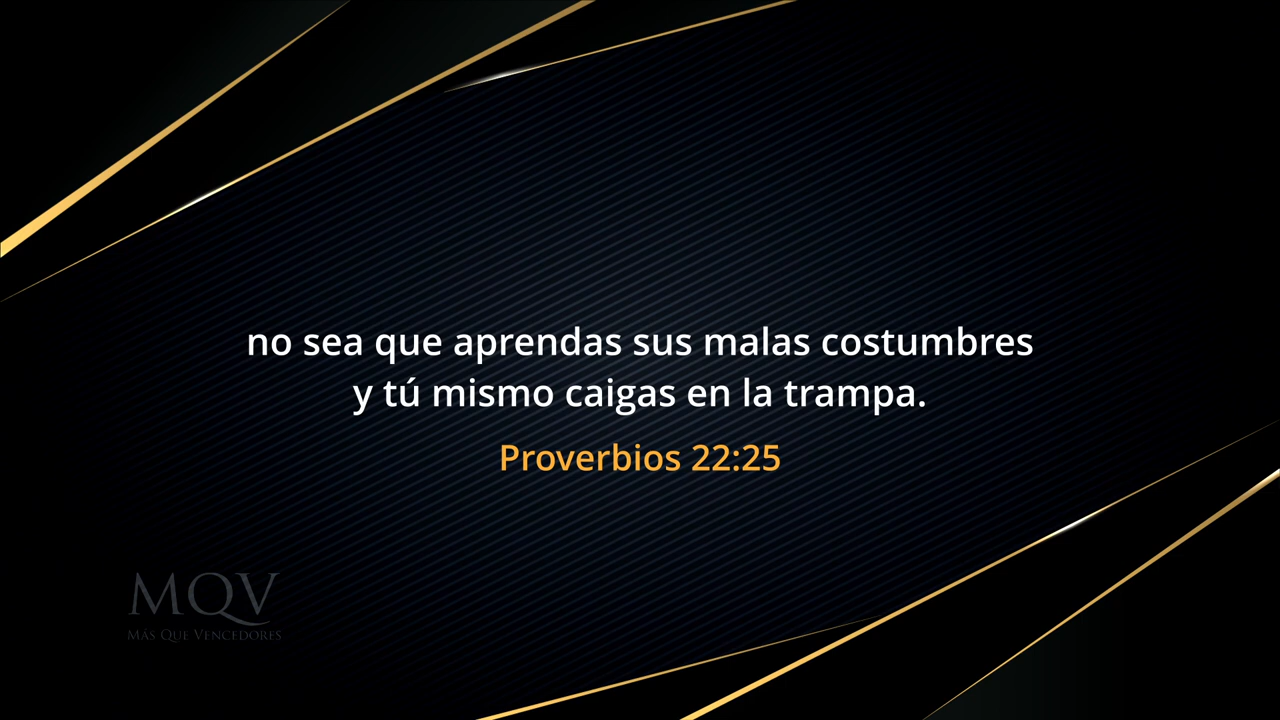 no sea que aprendas sus malas costumbres
y tú mismo caigas en la trampa.
Proverbios 22:25
MQV
MÁS QUE VENCEDORES